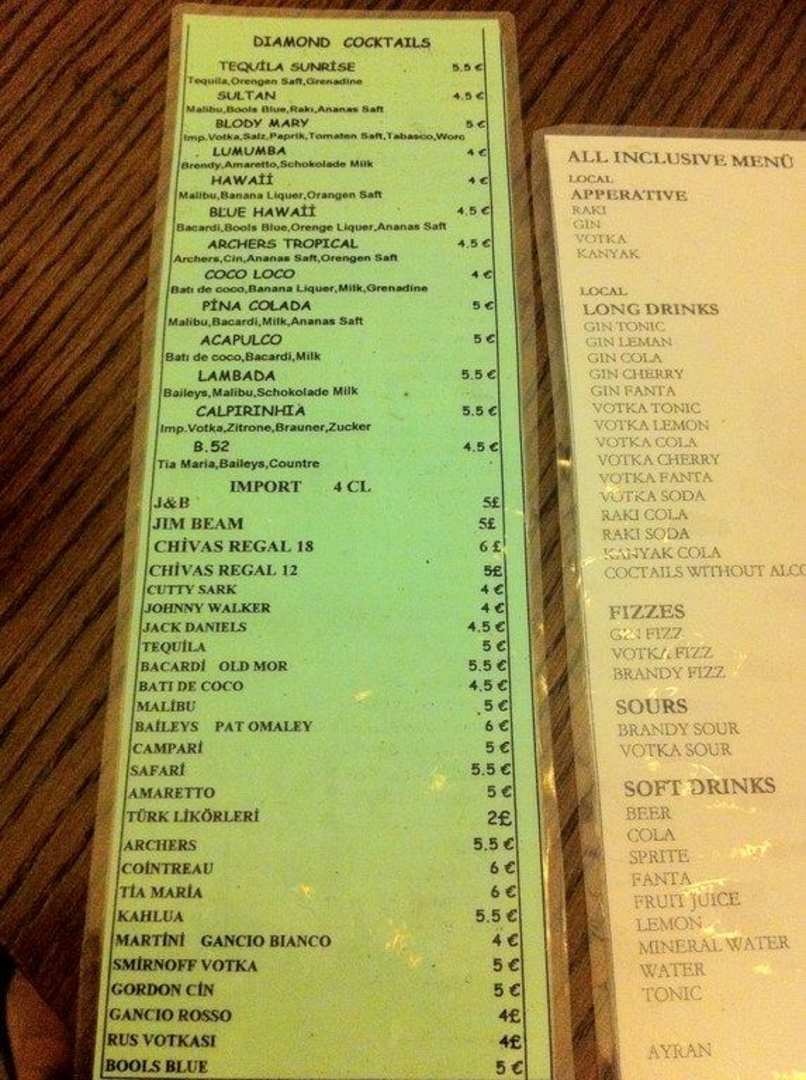 DIAMOND COCKTAILS
TEQUİLA SUNRİSE 5.5 €
Tequila,Orengen Saft,Grenadine
SULTAN 4.5 €
Malibu,Bools Blue,Rakı,Ananas Saft
BLODY MARY 5 €
Imp.Votka,Salz,Paprik,Tomaten Saft,Tabasco,Woro
LUMUMBA 4 €
Brendy,Amaretto,Schokolade Milk
HAWAİİ 4 €
Malibu,Banana Liquer,Orangen Saft
BLUE HAWAİİ 4.5 €
Bacardi,Bools Blue,Orenge Liquer,Ananas Saft
ARCHERS TROPICAL 4.5 €
Archers,Cin,Ananas Saft,Orengen Saft
COCO LOCO 4 €
Batı de coco,Banana Liquer,Milk,Grenadine
PİNA COLADA 5 €
Malibu,Bacardi,Milk,Ananas Saft
ACAPULCO 5 €
Batı de coco,Bacardi,Milk
LAMBADA 5.5 €
Baileys,Malibu,Schokolade Milk
CALPIRINHIA 5.5 €
Imp.Votka,Zitrone,Brauner,Zucker
B.52 4.5 €
Tia Maria,Baileys,Countre
IMPORT 4 CL
J&B 5£
JIM BEAM 5£
CHİVAS REGAL 18 6 £
CHİVAS REGAL 12 5£
CUTTY SARK 4 €
JOHNNY WALKER 4 €
JACK DANIELS 4.5 €
TEQUİLA 5 €
BACARDİ OLD MOR 5.5 €
BATI DE COCO 4.5 €
MALİBU 5 €
BAİLEYS PAT OMALEY 6 €
CAMPARİ 5 €
SAFARİ 5.5 €
AMARETTO 5 €
TÜRK LİKÖRLERİ 2£
ARCHERS 5.5 €
COİNTREAU 6 €
TİA MARİA 6 €
KAHLUA 5.5 €
MARTİNİ GANCIO BIANCO 4 €
SMİRNOFF VOTKA 5 €
GORDON CİN 5 €
GANCIO ROSSO 4£
RUS VOTKASI 4£
BOOLS BLUE 5 €
ALL INCLUSIVE MENÜ
LOCAL
APPERATIVE
RAKI
GIN
VOTKA
KANYAK
LOCAL
LONG DRINKS
GIN TONIC
GIN LEMAN
GIN COLA
GIN CHERRY
GIN FANTA
VOTKA TONIC
VOTKA LEMON
VOTKA COLA
VOTKA CHERRY
VOTKA FANTA
VOTKA SODA
RAKI COLA
RAKI SODA
KANYAK COLA
COCTAILS WITHOUT ALCO
FIZZES
GIN FIZZ
VOTKA FIZZ
BRANDY FIZZ
SOURS
BRANDY SOUR
VOTKA SOUR
SOFT DRINKS
BEER
COLA
SPRITE
FANTA
FRUIT JUICE
LEMON
MINERAL WATER
WATER
TONIC
AYRAN